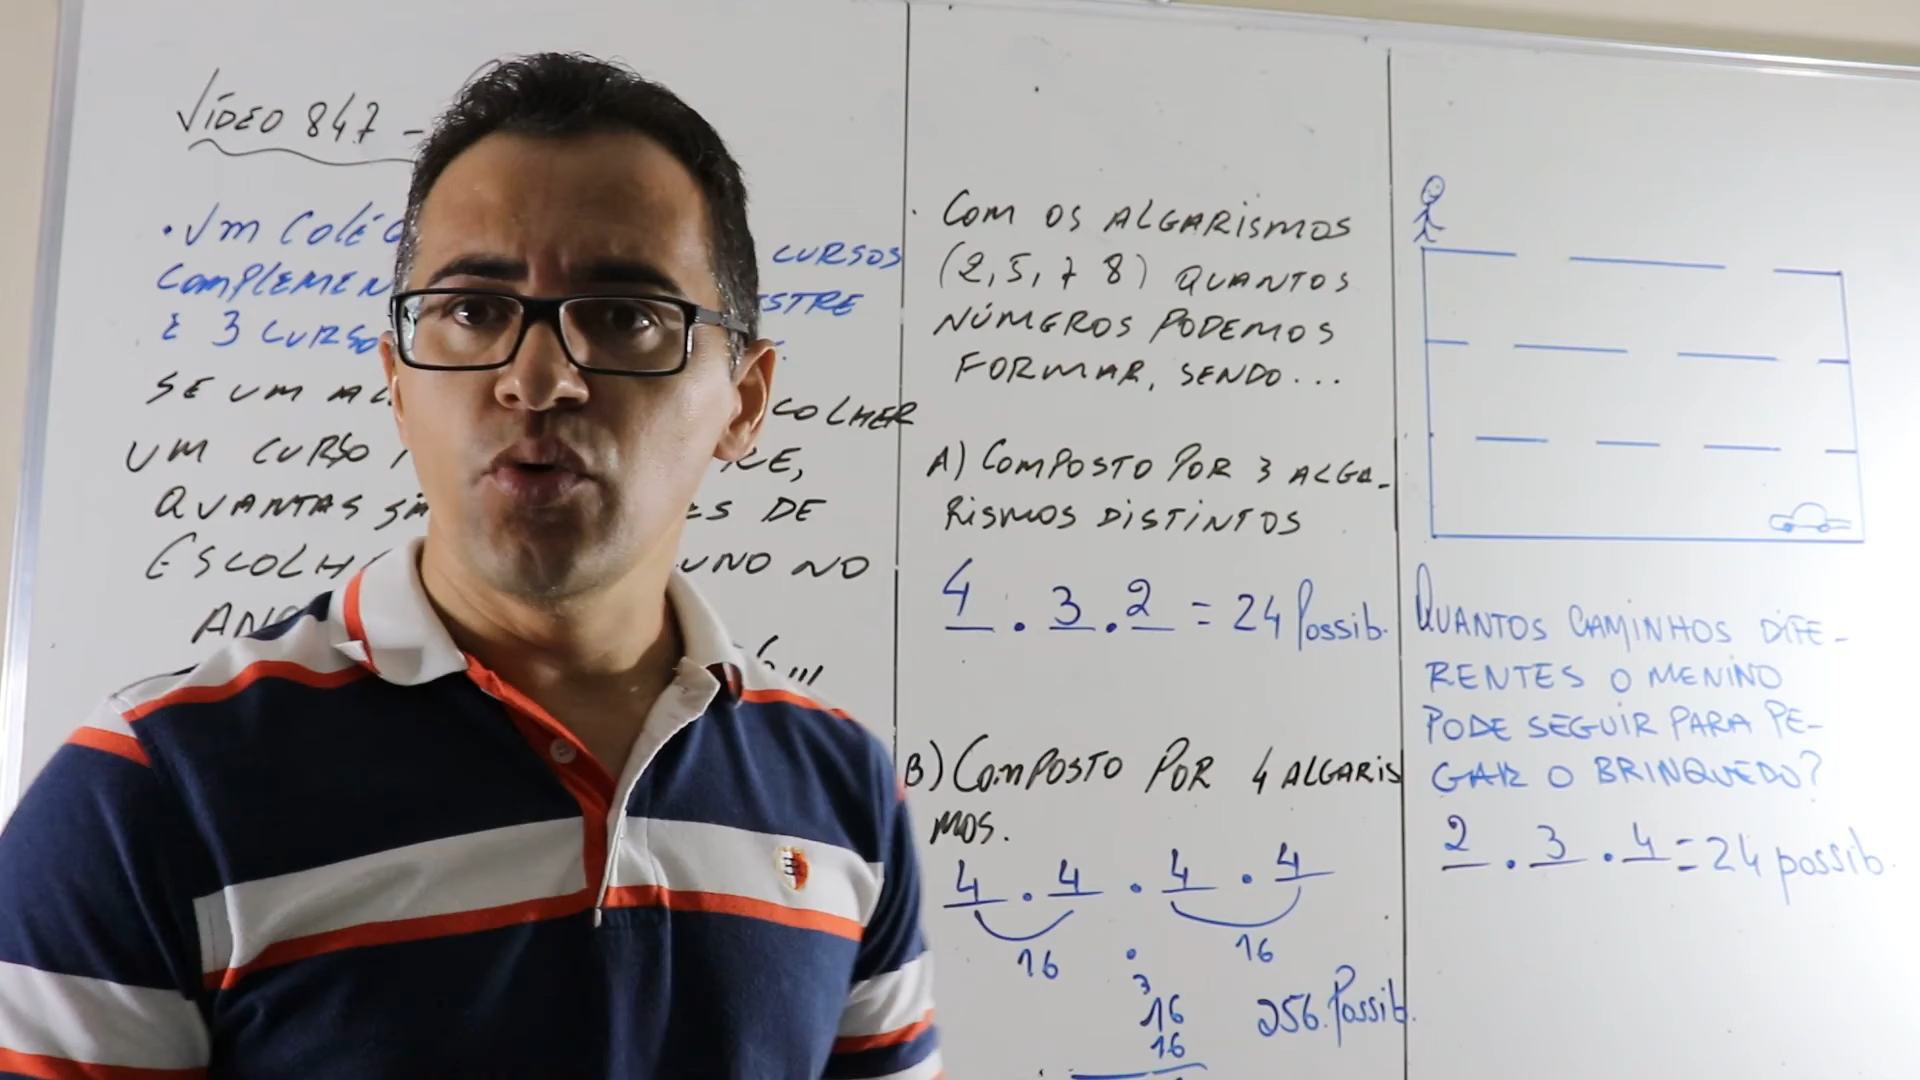 VÍDEO 847 -
• UM COLÉG CURSOS
COMPLEMEN STRE
E 3 CURSO
SE UM AL COLHER
UM CURSO RE,
QUANTAS SÃ ES DE
ESCOLH UNO NO
ANO
• COM OS ALGARISMOS
(2, 5, 7 8) QUANTOS
NÚMEROS PODEMOS
FORMAR, SENDO...
A) COMPOSTO POR 3 ALGA-
RISMOS DISTINTOS
4 . 3 . 2 = 24 Possib.
B) COMPOSTO POR 4 ALGARIS
MOS.
4 . 4 . 4 . 4
16 . 16
3
16 256 Possib.
16
QUANTOS CAMINHOS DIFE-
RENTES O MENINO
PODE SEGUIR PARA PE-
GAR O BRINQUEDO?
2 . 3 . 4 = 24 possib.